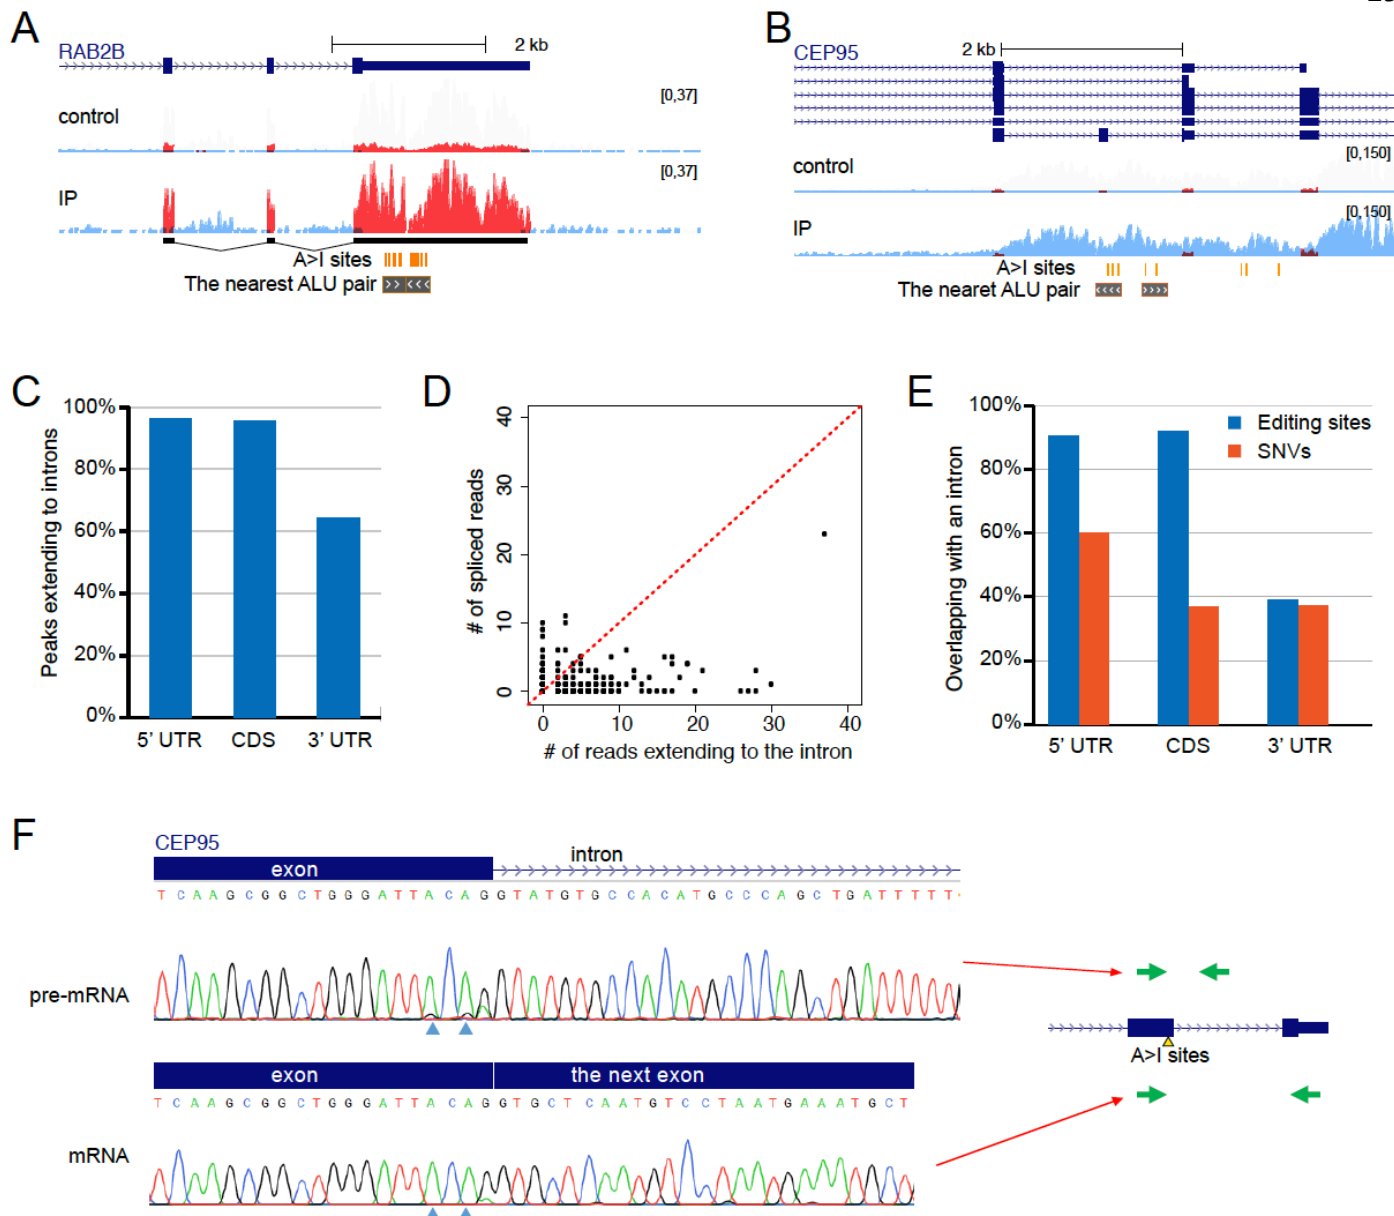 A
RAB2B
2 kb
control
[0,37]
IP
[0,37]
A>I sites
The nearest ALU pair
B
CEP95
2 kb
control
[0,150]
IP
[0,150]
A>I sites
The nearet ALU pair
C
Peaks extending to introns
100%
80%
60%
40%
20%
0%
5' UTR
CDS
3' UTR
D
# of spliced reads
40
30
20
10
0
0
10
20
30
40
# of reads extending to the intron
E
Overlapping with an intron
100%
80%
60%
40%
20%
0%
Editing sites
SNVs
5' UTR
CDS
3' UTR
F
CEP95
exon
intron
T C A A G C G G C T G G G A T T A C A G G T A T G T G C C A C A T G C C C A G C T G A T T T T T
pre-mRNA
exon
the next exon
T C A A G C G G C T G G G A T T A C A G G T G C T C A A T G T C C T A A T G A A A T G C T
mRNA
A>I sites